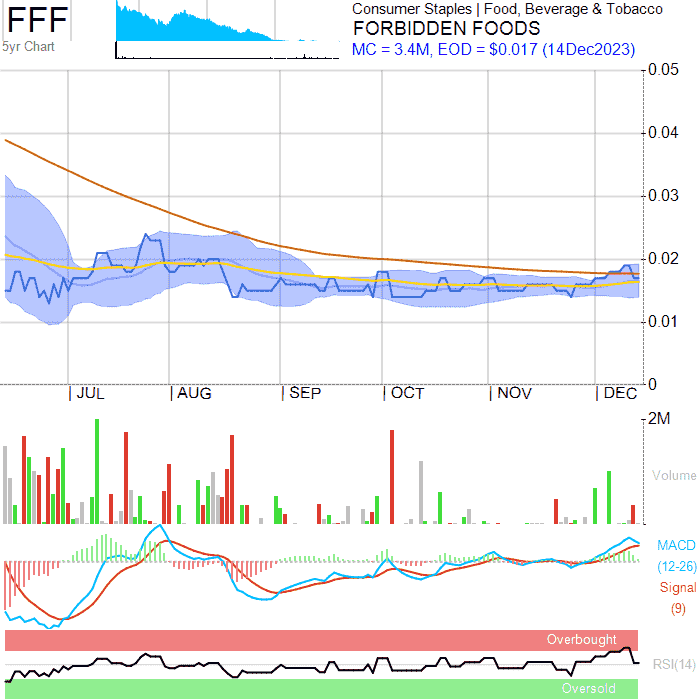 FFF
5yr Chart
Consumer Staples | Food, Beverage & Tobacco
FORBIDDEN FOODS
MC = 3.4M, EOD = $0.017 (14Dec2023)
0.05
0.04
0.03
0.02
0.01
0
| JUL | AUG | SEP | OCT | NOV | DEC
2M
Volume
MACD
(12-26)
Signal
(9)
Overbought
RSI(14)
Oversold